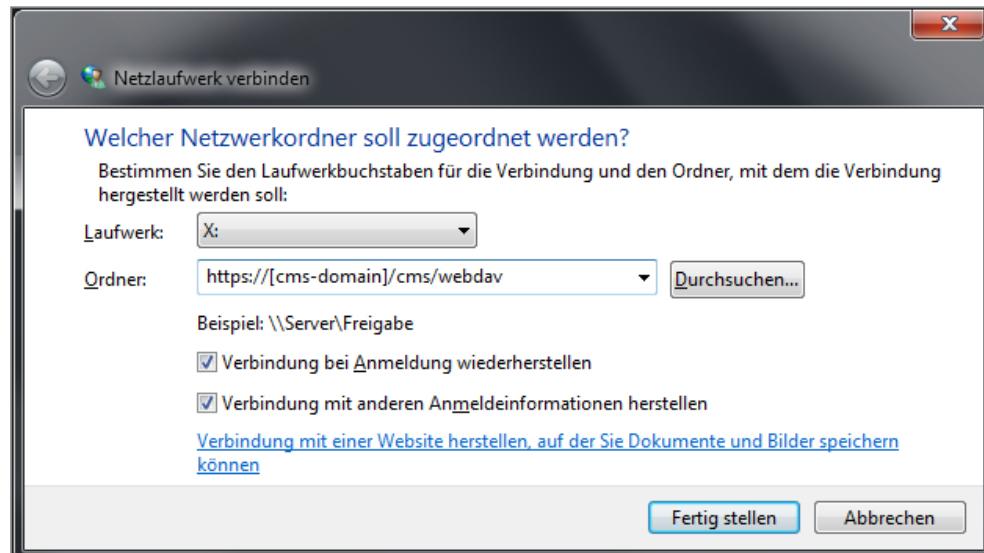 Netzlaufwerk verbinden
Welcher Netzwerkordner soll zugeordnet werden?
Bestimmen Sie den Laufwerkbuchstaben für die Verbindung und den Ordner, mit dem die Verbindung
hergestellt werden soll:
Laufwerk: X:
Ordner: https://[cms-domain]/cms/webdav Durchsuchen...
Beispiel: \\Server\Freigabe
Verbindung bei Anmeldung wiederherstellen
Verbindung mit anderen Anmeldeinformationen herstellen
Verbindung mit einer Website herstellen, auf der Sie Dokumente und Bilder speichern
können
Fertig stellen Abbrechen